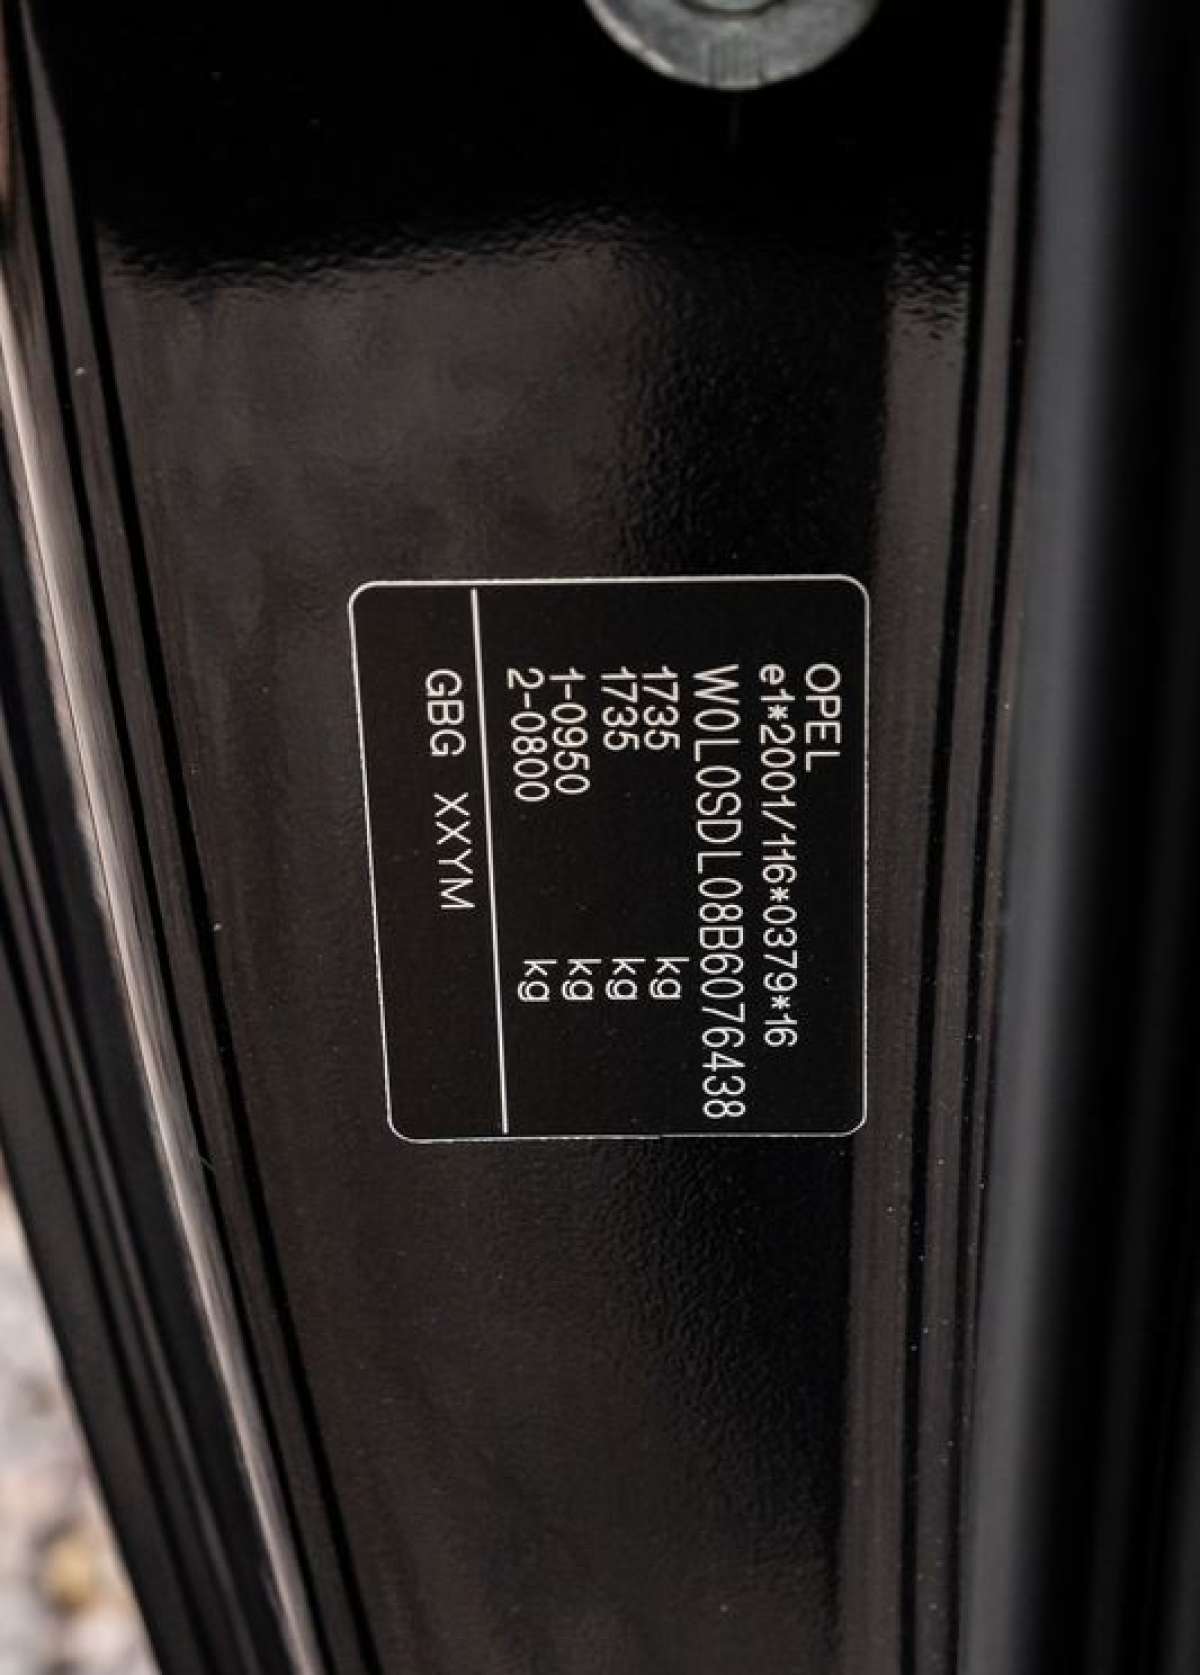 OPEL
e1*2001/116*0379*16
W0L0SDL08B6076438
1735 kg
1735 kg
1-0950 kg
2-0800 kg
GBG XXYM